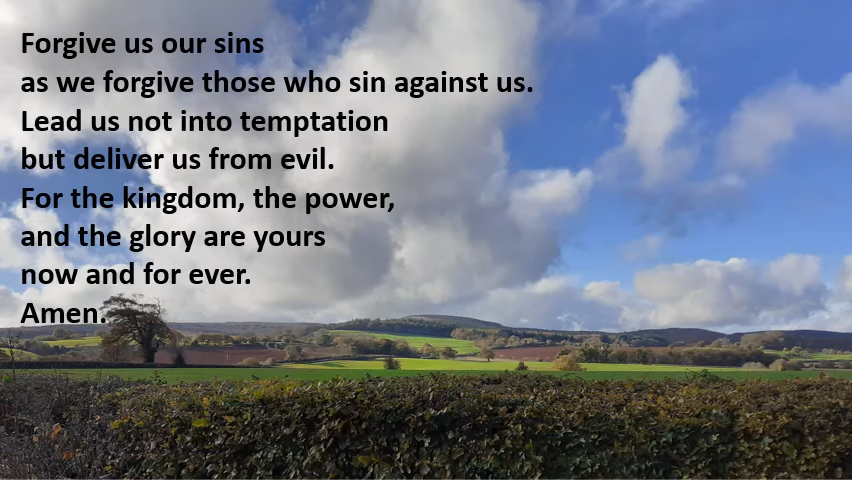 Forgive us our sins
as we forgive those who sin against us.
Lead us not into temptation
but deliver us from evil.
For the kingdom, the power,
and the glory are yours
now and for ever.
Amen.